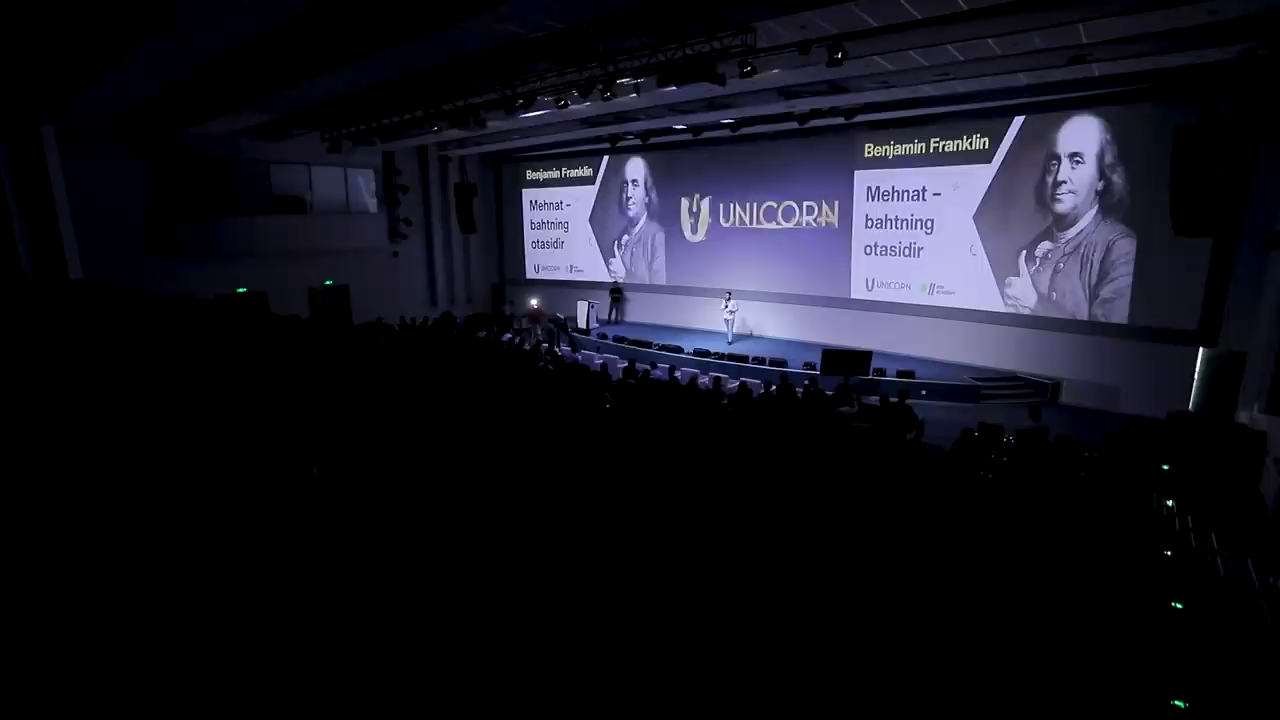 Benjamin Franklin
Mehnat –
bahtning
otasidir
UNICORN
UNICORN
Benjamin Franklin
Mehnat –
bahtning
otasidir
UNICORN